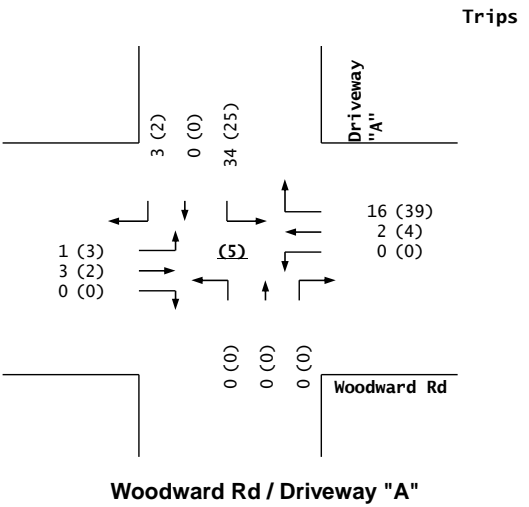 Trips
Driveway
"A"
3 (2)
0 (0)
34 (25)
16 (39)
2 (4)
0 (0)
1 (3)
3 (2)
0 (0)
(5)
0 (0)
0 (0)
0 (0)
Woodward Rd
Woodward Rd / Driveway "A"